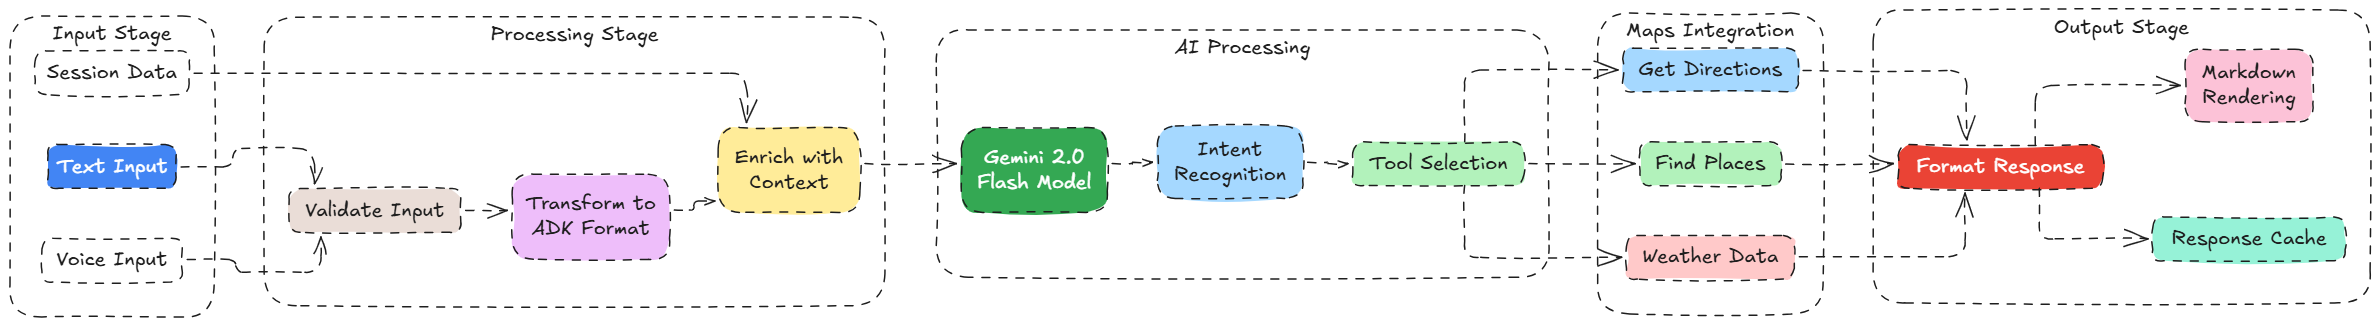 Input Stage
Session Data
Text Input
Voice Input
Processing Stage
Validate Input
Transform to
ADK Format
Enrich with
Context
AI Processing
Gemini 2.0
Flash Model
Intent
Recognition
Tool Selection
Maps Integration
Get Directions
Find Places
Weather Data
Output Stage
Format Response
Markdown
Rendering
Response Cache